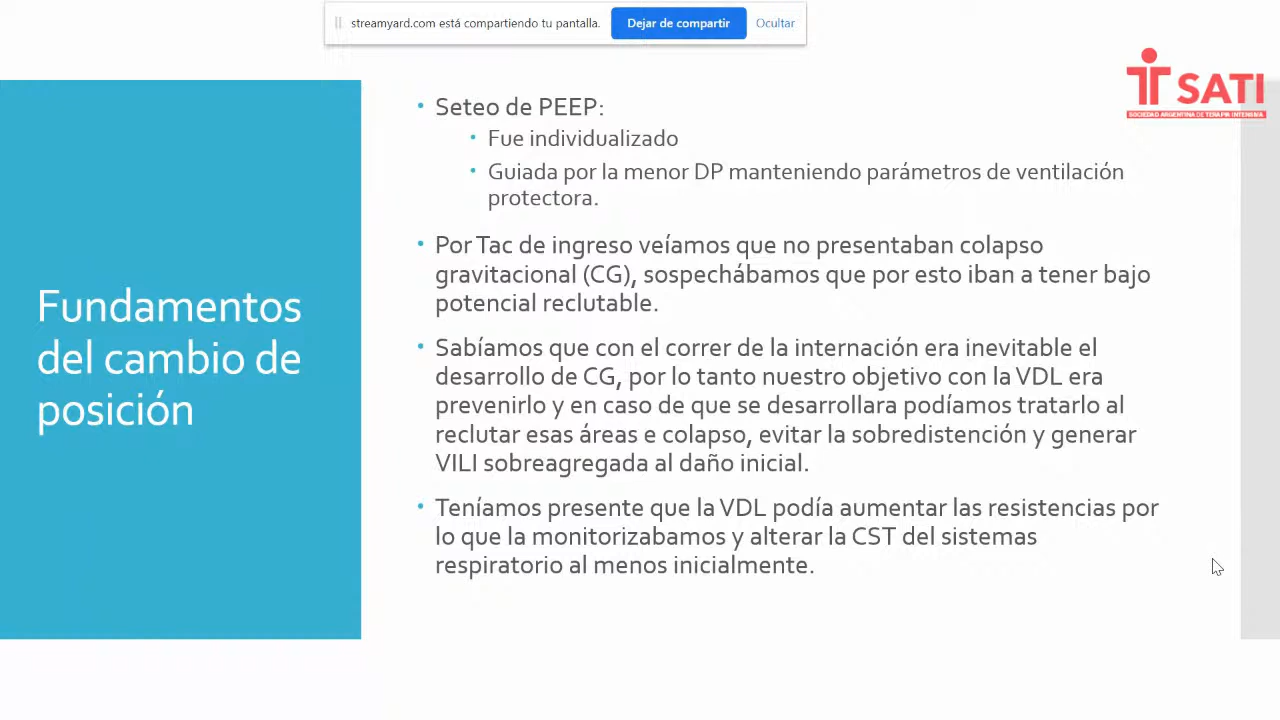 streamyard.com está compartiendo tu pantalla. Dejar de compartir Ocultar
SATI
SOCIEDAD ARGENTINA DE TERAPIA INTENSIVA
Fundamentos
del cambio de
posición
• Seteo de PEEP:
• Fue individualizado
• Guiada por la menor DP manteniendo parámetros de ventilación
protectora.
• Por Tac de ingreso veíamos que no presentaban colapso
gravitacional (CG), sospechábamos que por esto iban a tener bajo
potencial reclutable.
• Sabíamos que con el correr de la internación era inevitable el
desarrollo de CG, por lo tanto nuestro objetivo con la VDL era
prevenirlo y en caso de que se desarrollara podíamos tratarlo al
reclutar esas áreas e colapso, evitar la sobredistención y generar
VILI sobreagregada al daño inicial.
• Teníamos presente que la VDL podía aumentar las resistencias por
lo que la monitorizabamos y alterar la CST del sistemas
respiratorio al menos inicialmente.